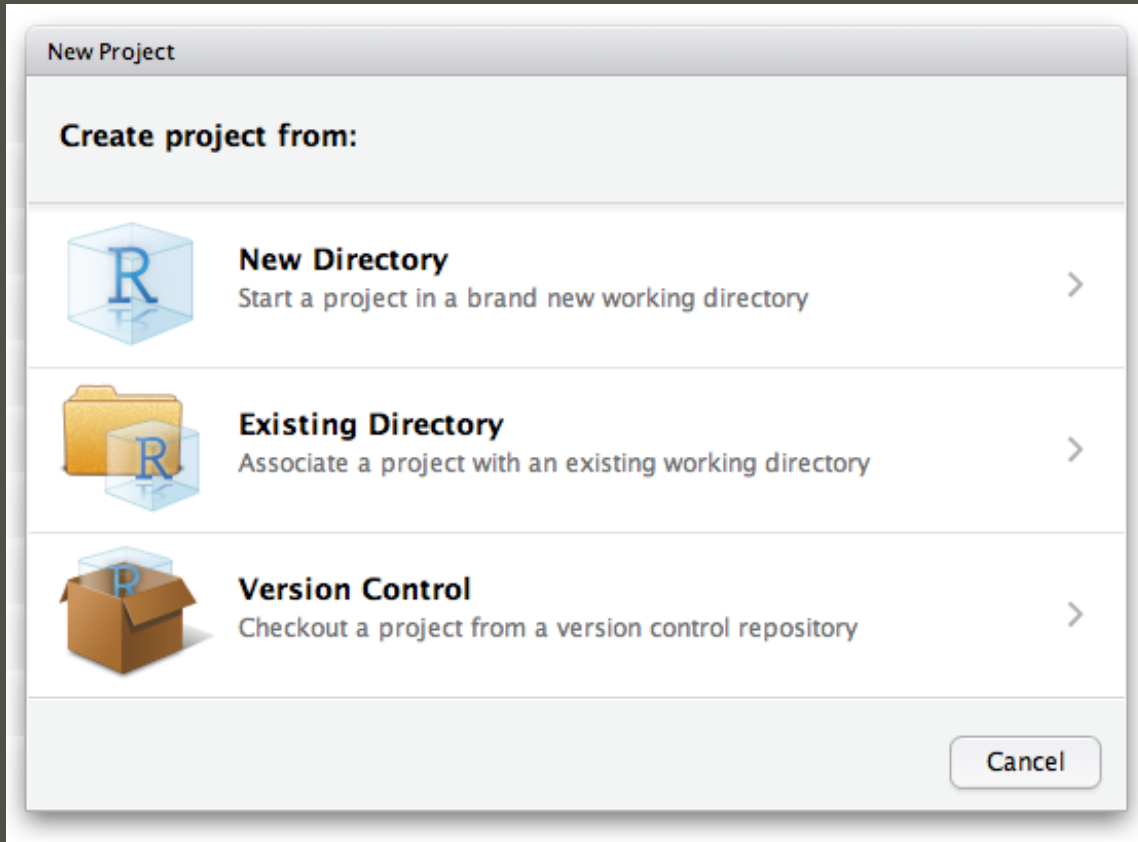 New Project
Create project from:
R
New Directory
Start a project in a brand new working directory
R
Existing Directory
Associate a project with an existing working directory
R
Version Control
Checkout a project from a version control repository
Cancel